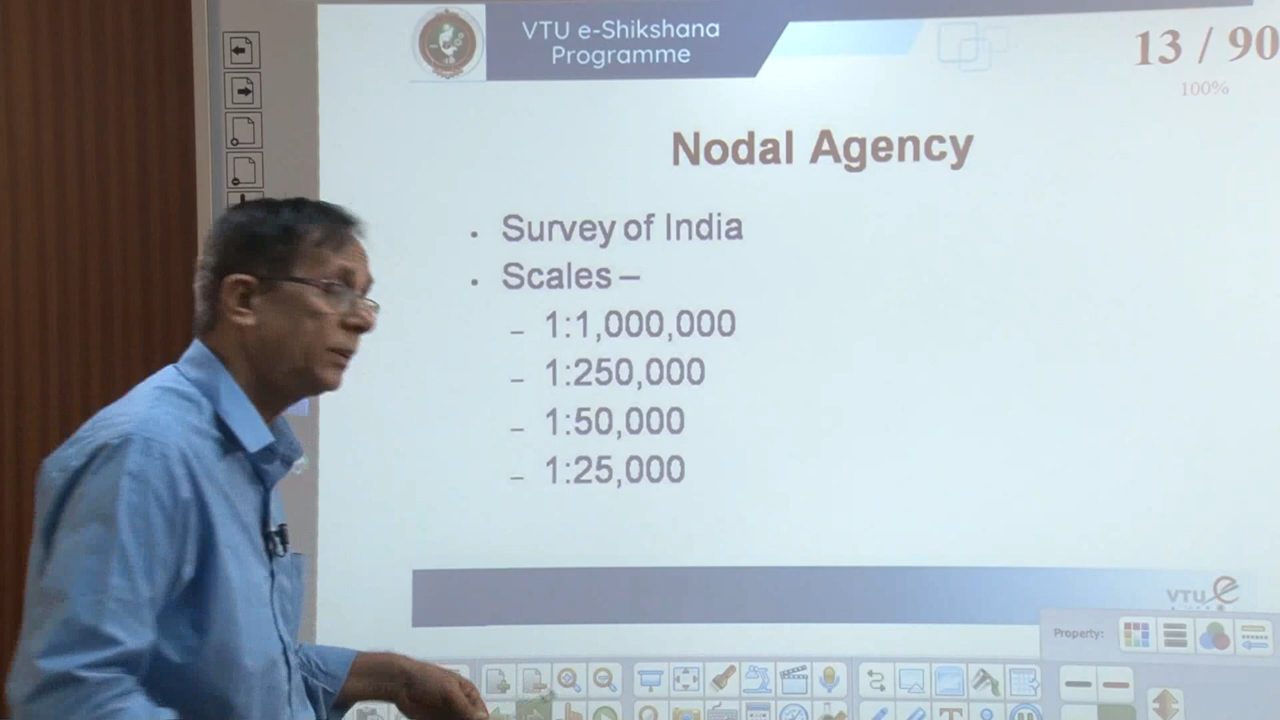 VTU e-Shikshana
Programme
13 / 90
100%
Nodal Agency
• Survey of India
• Scales –
– 1:1,000,000
– 1:250,000
– 1:50,000
– 1:25,000
VTU e
Property: